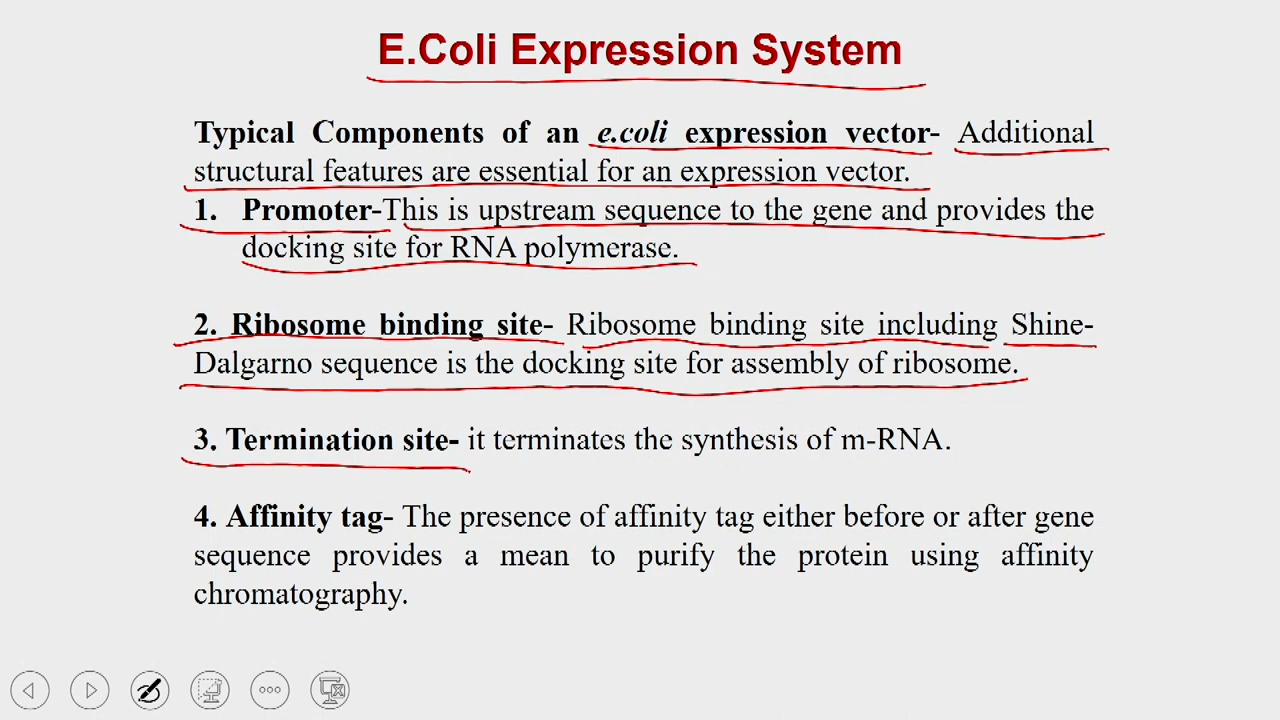 E.Coli Expression System
Typical Components of an e.coli expression vector- Additional
structural features are essential for an expression vector.
1. Promoter-This is upstream sequence to the gene and provides the
docking site for RNA polymerase.
2. Ribosome binding site- Ribosome binding site including Shine-
Dalgarno sequence is the docking site for assembly of ribosome.
3. Termination site- it terminates the synthesis of m-RNA.
4. Affinity tag- The presence of affinity tag either before or after gene
sequence provides a mean to purify the protein using affinity
chromatography.